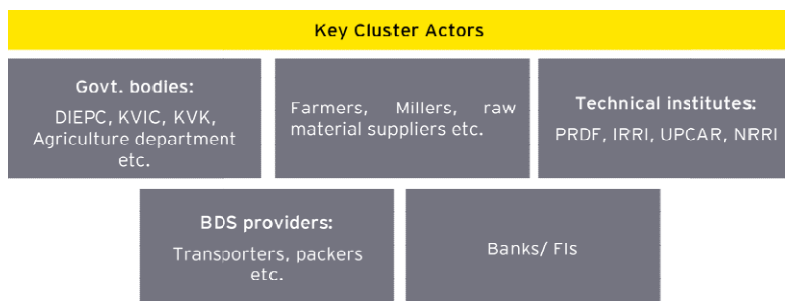 Key Cluster Actors
Govt. bodies:
DIEPC, KVIC, KVK,
Agriculture department
etc.
Farmers, Millers, raw
material suppliers etc.
Technical institutes:
PRDF, IRRI, UPCAR, NRRI
BDS providers:
Transporters, packers
etc.
Banks/ FIs